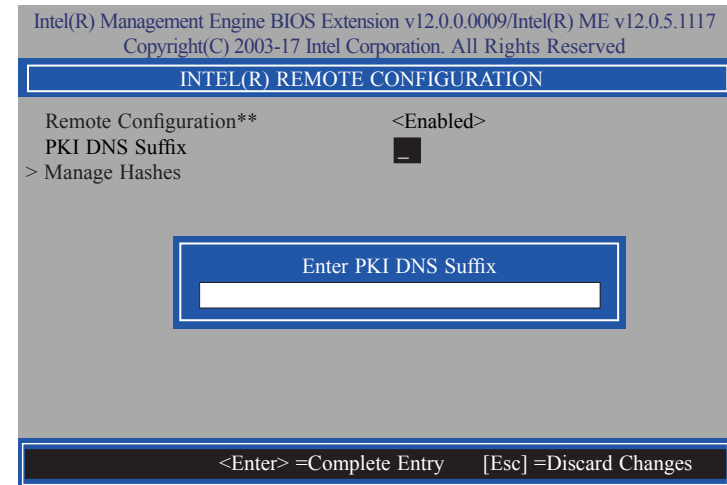 Intel(R) Management Engine BIOS Extension v12.0.0.0009/Intel(R) ME v12.0.5.1117
Copyright(C) 2003-17 Intel Corporation. All Rights Reserved
INTEL(R) REMOTE CONFIGURATION
Remote Configuration** <Enabled>
PKI DNS Suffix _
> Manage Hashes
Enter PKI DNS Suffix
<Enter> =Complete Entry [Esc] =Discard Changes